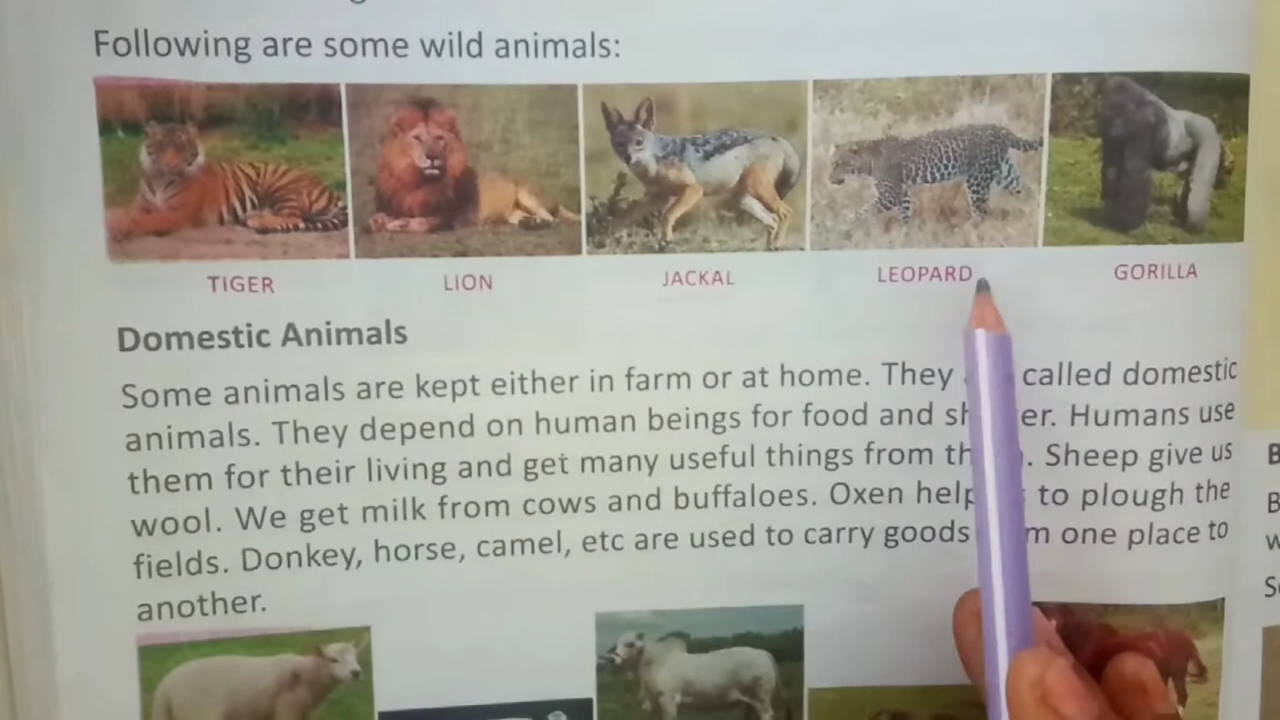 Following are some wild animals:
TIGER LION JACKAL LEOPARD GORILLA
Domestic Animals
Some animals are kept either in farm or at home. They called domestic
animals. They depend on human beings for food and Humans use
them for their living and get many useful things from Sheep give us
wool. We get milk from cows and buffaloes. Oxen help to plough the
fields. Donkey, horse, camel, etc are used to carry goods one place to
another.